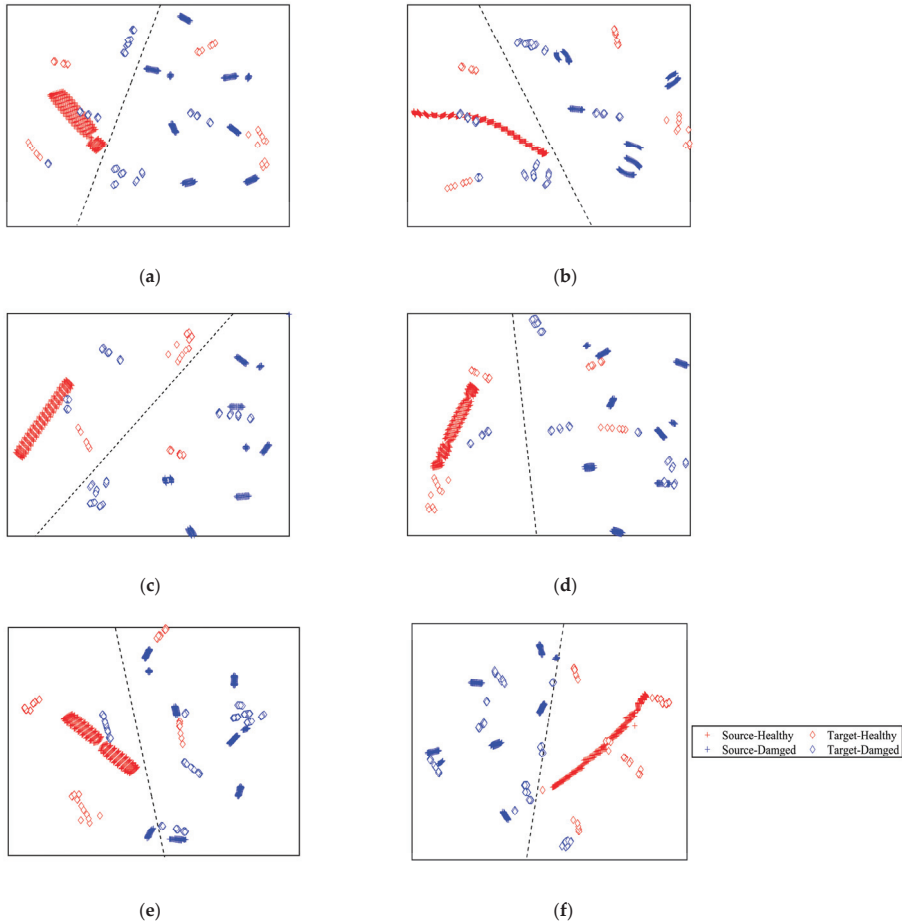 (a)
(b)
(c)
(d)
Source-Healthy Target-Healthy
Source-Damged Target-Damged
(e)
(f)